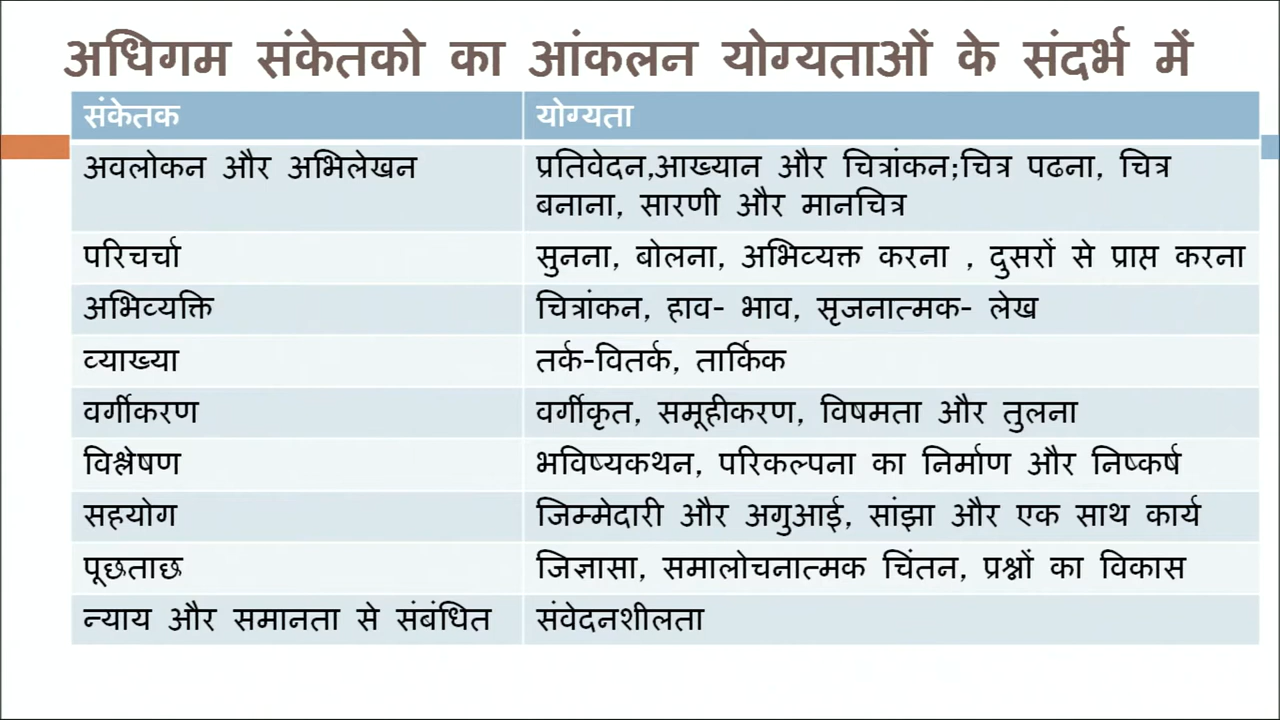 अधिगम संकेतको का आंकलन योग्यताओं के संदर्भ में
संकेतक योग्यता
अवलोकन और अभिलेखन प्रतिवेदन,आख्यान और चित्रांकन;चित्र पढना, चित्र
बनाना, सारणी और मानचित्र
परिचर्चा सुनना, बोलना, अभिव्यक्त करना , दुसरों से प्राप्त करना
अभिव्यक्ति चित्रांकन, हाव- भाव, सृजनात्मक- लेख
व्याख्या तर्क-वितर्क, तार्किक
वर्गीकरण वर्गीकृत, समूहीकरण, विषमता और तुलना
विश्लेषण भविष्यकथन, परिकल्पना का निर्माण और निष्कर्ष
सहयोग जिम्मेदारी और अगुआई, सांझा और एक साथ कार्य
पूछताछ जिज्ञासा, समालोचनात्मक चिंतन, प्रश्नों का विकास
न्याय और समानता से संबंधित संवेदनशीलता